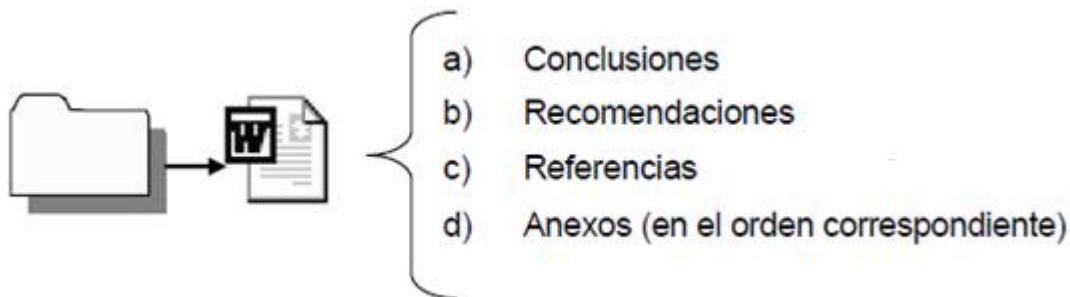 a) Conclusiones
b) Recomendaciones
c) Referencias
d) Anexos (en el orden correspondiente)
W